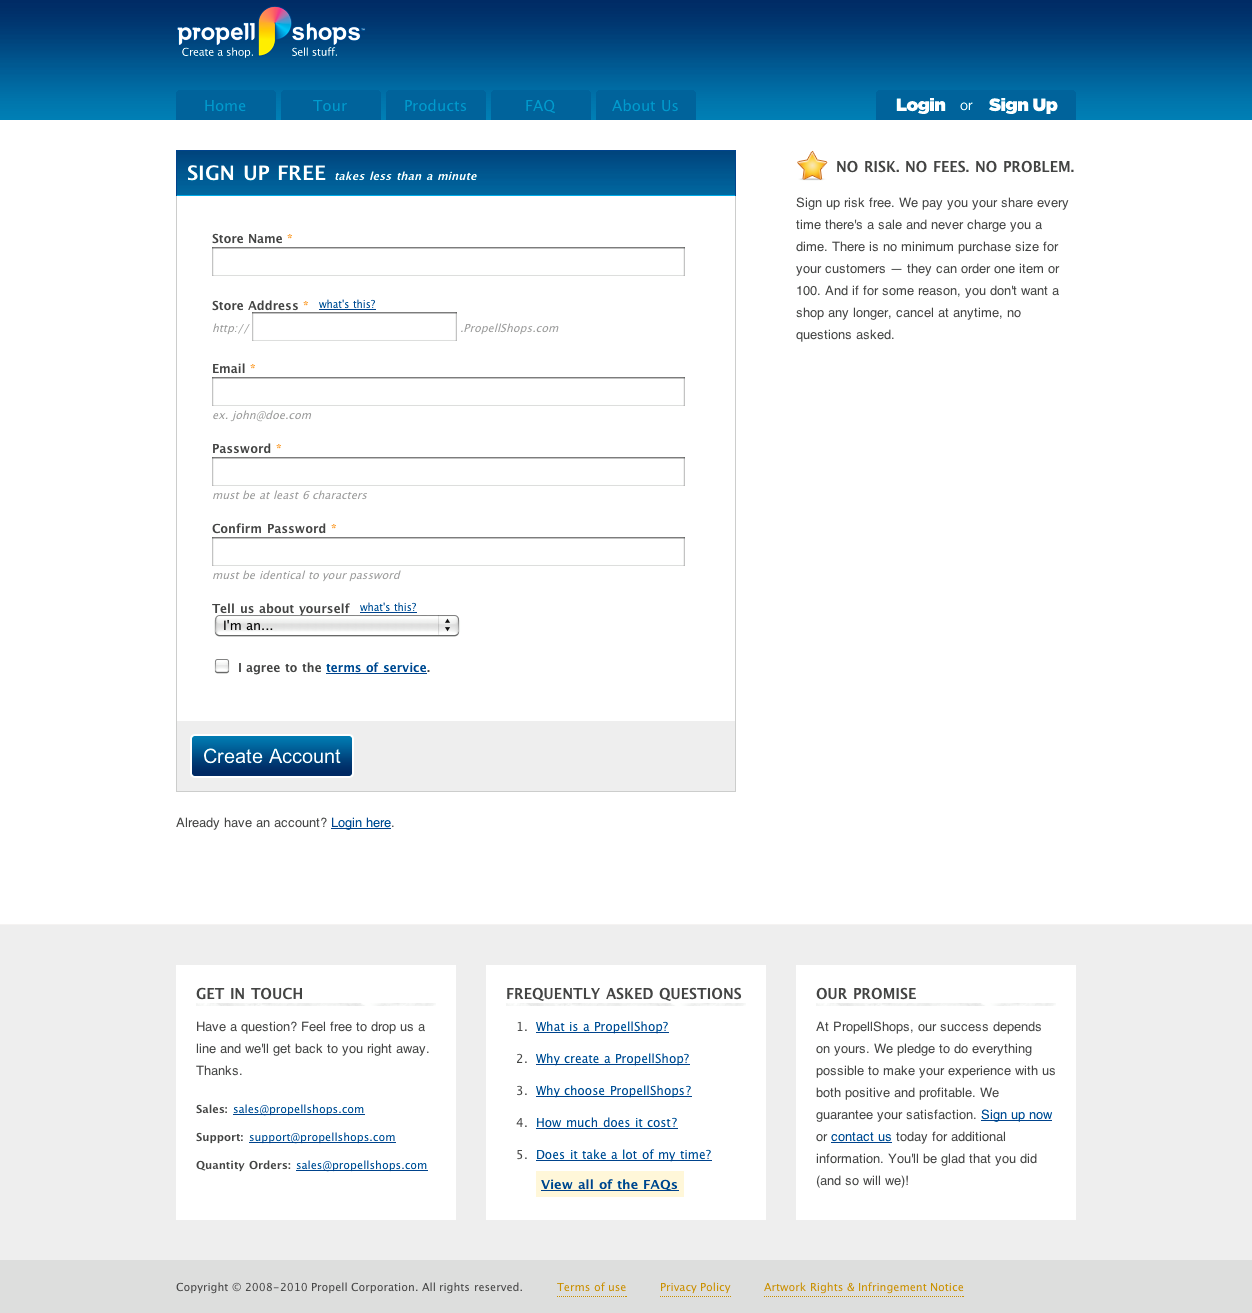 propell shops™
Create a shop. Sell stuff.
Home Tour Products FAQ About Us Login or Sign Up
SIGN UP FREE takes less than a minute
Store Name *
Store Address * what's this?
http:// .PropellShops.com
Email *
ex. john@doe.com
Password *
must be at least 6 characters
Confirm Password *
must be identical to your password
Tell us about yourself what's this?
I'm an...
I agree to the terms of service.
Create Account
Already have an account? Login here.
NO RISK. NO FEES. NO PROBLEM.
Sign up risk free. We pay you your share every
time there's a sale and never charge you a
dime. There is no minimum purchase size for
your customers — they can order one item or
100. And if for some reason, you don't want a
shop any longer, cancel at anytime, no
questions asked.
GET IN TOUCH
Have a question? Feel free to drop us a
line and we'll get back to you right away.
Thanks.
Sales: sales@propellshops.com
Support: support@propellshops.com
Quantity Orders: sales@propellshops.com
FREQUENTLY ASKED QUESTIONS
1. What is a PropellShop?
2. Why create a PropellShop?
3. Why choose PropellShops?
4. How much does it cost?
5. Does it take a lot of my time?
View all of the FAQs
OUR PROMISE
At PropellShops, our success depends
on yours. We pledge to do everything
possible to make your experience with us
both positive and profitable. We
guarantee your satisfaction. Sign up now
or contact us today for additional
information. You'll be glad that you did
(and so will we)!
Copyright © 2008-2010 Propell Corporation. All rights reserved. Terms of use Privacy Policy Artwork Rights & Infringement Notice